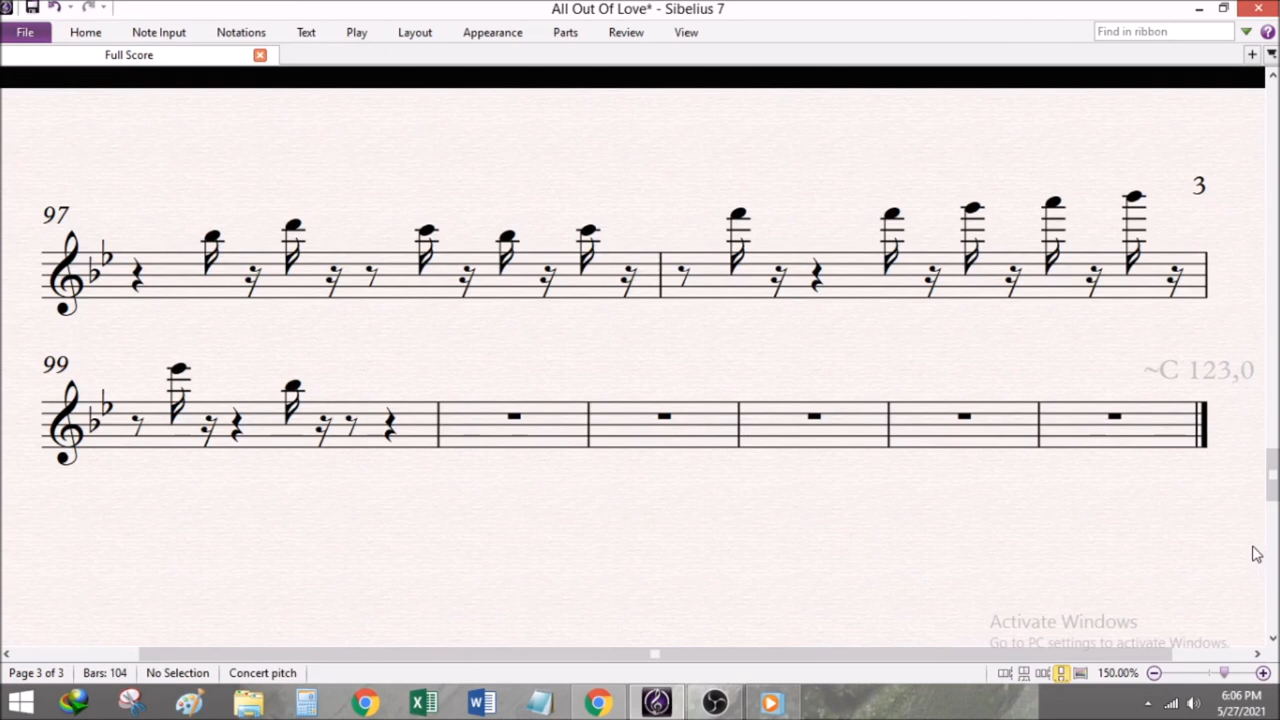 All Out Of Love* - Sibelius 7
File Home Note Input Notations Text Play Layout Appearance Parts Review View Find in ribbon
Full Score
3
97
99
~C 123,0
Activate Windows
Go to PC settings to activate Windows.
Page 3 of 3 Bars: 104 No Selection Concert pitch 150.00%
6:06 PM
5/27/2021